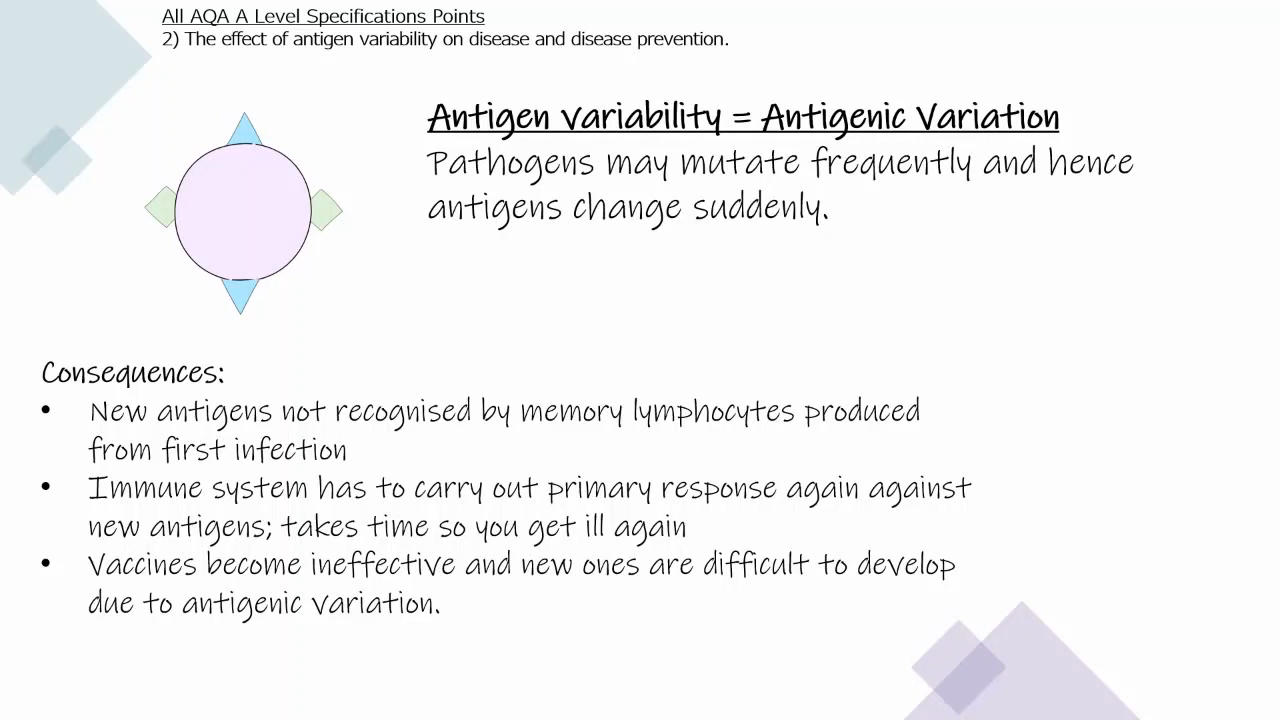 All AQA A Level Specifications Points
2) The effect of antigen variability on disease and disease prevention.
Antigen variability = Antigenic Variation
Pathogens may mutate frequently and hence
antigens change suddenly.
Consequences:
• New antigens not recognised by memory lymphocytes produced
from first infection
• Immune system has to carry out primary response again against
new antigens; takes time so you get ill again
• Vaccines become ineffective and new ones are difficult to develop
due to antigenic variation.